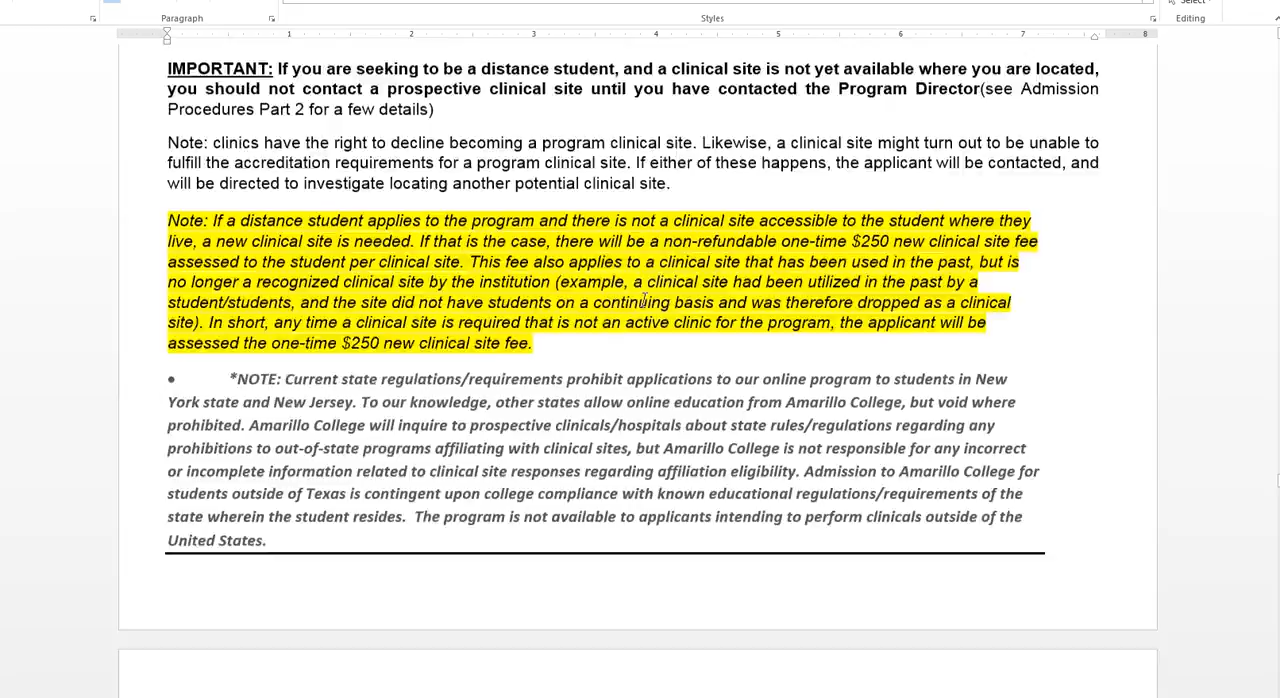 Select
Paragraph
Styles
Editing
1 2 3 4 5 6 7 8
IMPORTANT: If you are seeking to be a distance student, and a clinical site is not yet available where you are located,
you should not contact a prospective clinical site until you have contacted the Program Director(see Admission
Procedures Part 2 for a few details)
Note: clinics have the right to decline becoming a program clinical site. Likewise, a clinical site might turn out to be unable to
fulfill the accreditation requirements for a program clinical site. If either of these happens, the applicant will be contacted, and
will be directed to investigate locating another potential clinical site.
Note: If a distance student applies to the program and there is not a clinical site accessible to the student where they
live, a new clinical site is needed. If that is the case, there will be a non-refundable one-time $250 new clinical site fee
assessed to the student per clinical site. This fee also applies to a clinical site that has been used in the past, but is
no longer a recognized clinical site by the institution (example, a clinical site had been utilized in the past by a
student/students, and the site did not have students on a continuing basis and was therefore dropped as a clinical
site). In short, any time a clinical site is required that is not an active clinic for the program, the applicant will be
assessed the one-time $250 new clinical site fee.
• *NOTE: Current state regulations/requirements prohibit applications to our online program to students in New
York state and New Jersey. To our knowledge, other states allow online education from Amarillo College, but void where
prohibited. Amarillo College will inquire to prospective clinicals/hospitals about state rules/regulations regarding any
prohibitions to out-of-state programs affiliating with clinical sites, but Amarillo College is not responsible for any incorrect
or incomplete information related to clinical site responses regarding affiliation eligibility. Admission to Amarillo College for
students outside of Texas is contingent upon college compliance with known educational regulations/requirements of the
state wherein the student resides. The program is not available to applicants intending to perform clinicals outside of the
United States.